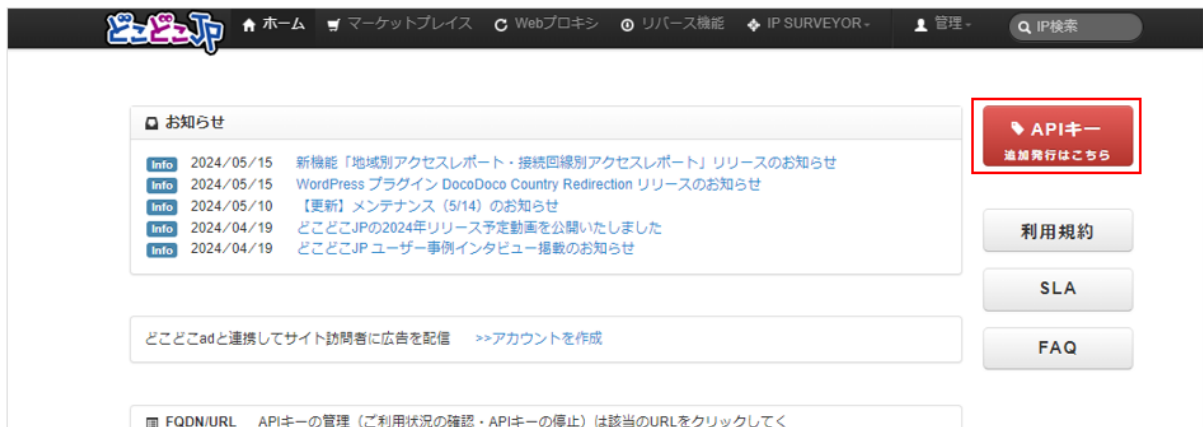 どこどこJP ホーム マーケットプレイス Webプロキシ リバース機能 IP SURVEYOR 管理 IP検索
お知らせ
Info 2024/05/15 新機能「地域別アクセスレポート・接続回線別アクセスレポート」リリースのお知らせ
Info 2024/05/15 WordPress プラグイン DocoDoco Country Redirection リリースのお知らせ
Info 2024/05/10 【更新】メンテナンス（5/14）のお知らせ
Info 2024/04/19 どこどこJPの2024年リリース予定動画を公開いたしました
Info 2024/04/19 どこどこJP ユーザー事例インタビュー掲載のお知らせ
どこどこadと連携してサイト訪問者に広告を配信 >>アカウントを作成
FQDN/URL APIキーの管理（ご利用状況の確認・APIキーの停止）は該当のURLをクリックしてく
APIキー
追加発行はこちら
利用規約
SLA
FAQ